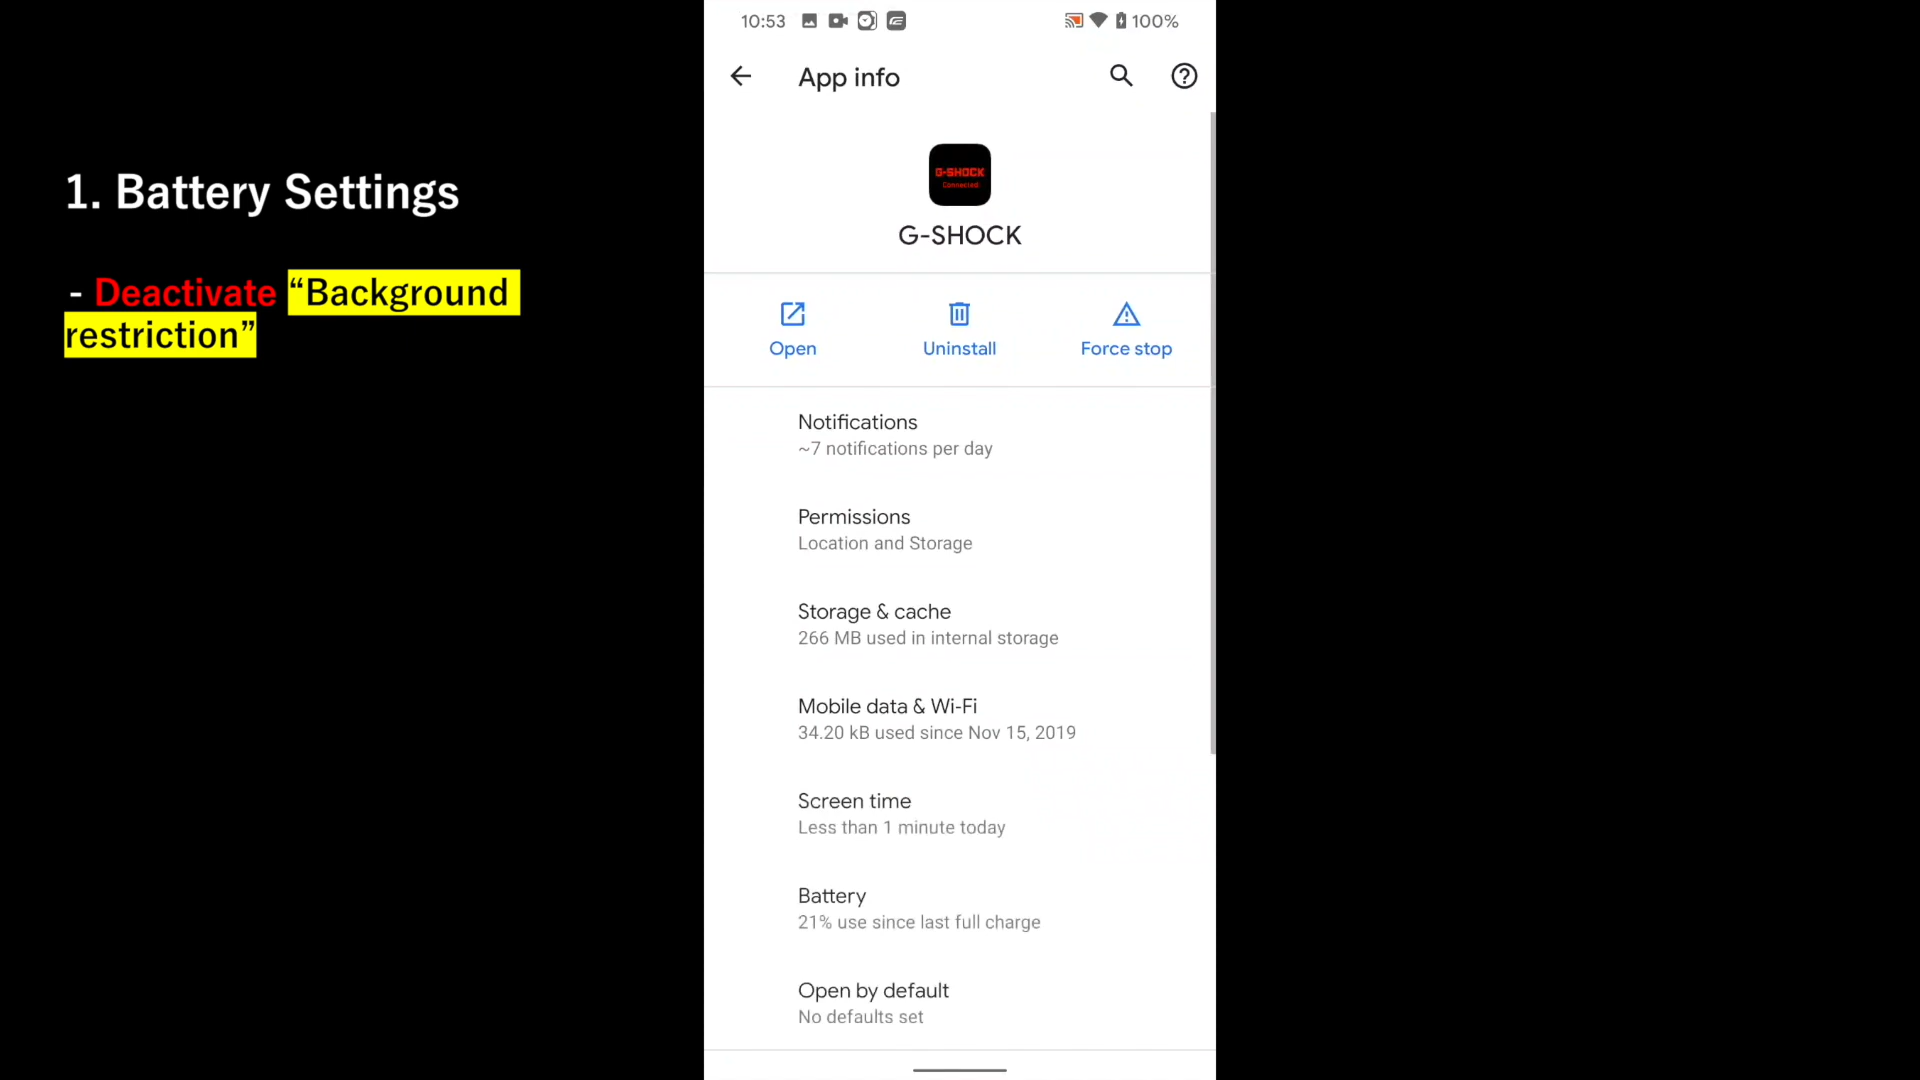 1. Battery Settings
- Deactivate “Background
restriction”
10:53
100%
App info
G-SHOCK
Connected
G-SHOCK
Open
Uninstall
Force stop
Notifications
~7 notifications per day
Permissions
Location and Storage
Storage & cache
266 MB used in internal storage
Mobile data & Wi-Fi
34.20 kB used since Nov 15, 2019
Screen time
Less than 1 minute today
Battery
21% use since last full charge
Open by default
No defaults set